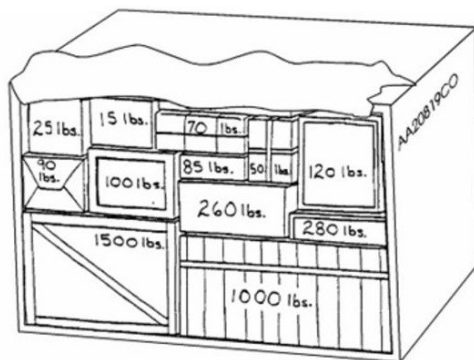 25 lbs.
15 lbs.
70 lbs.
90
lbs.
100 lbs.
85 lbs.
50 lbs.
120 lbs.
260 lbs.
280 lbs.
1500 lbs.
1000 lbs.
AA20819CO